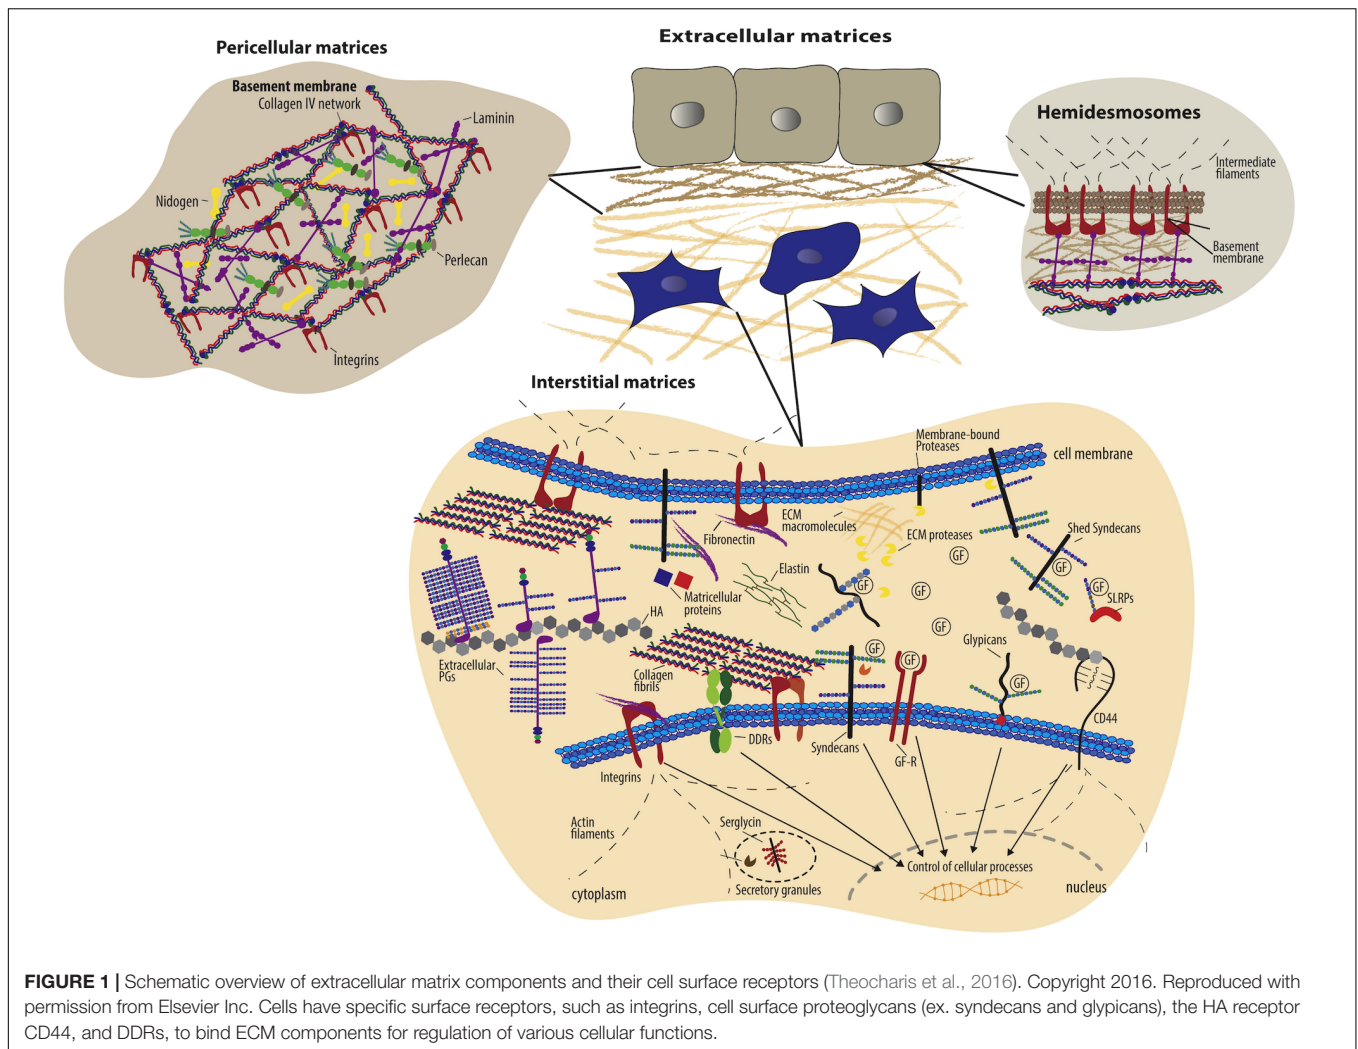 Extracellular matrices
Pericellular matrices
Basement membrane
Collagen IV network
Laminin
Nidogen
Perlecan
Integrins
Hemidesmosomes
Intermediate
filaments
Basement
membrane
Interstitial matrices
Membrane-bound
Proteases
cell membrane
ECM
macromolecules
ECM proteases
Fibronectin
Shed Syndecans
GF
GF
GF
GF
GF
GF
SLRPs
Elastin
Matricellular
proteins
HA
GF
Glypicans
Extracellular
PGs
Collagen
fibrils
GF
GF
GF
CD44
DDRs
Syndecans
GF-R
Integrins
Actin
filaments
Serglycin
Control of cellular processes
cytoplasm
Secretory granules
nucleus
FIGURE 1 | Schematic overview of extracellular matrix components and their cell surface receptors (Theocharis et al., 2016). Copyright 2016. Reproduced with
permission from Elsevier Inc. Cells have specific surface receptors, such as integrins, cell surface proteoglycans (ex. syndecans and glypicans), the HA receptor
CD44, and DDRs, to bind ECM components for regulation of various cellular functions.